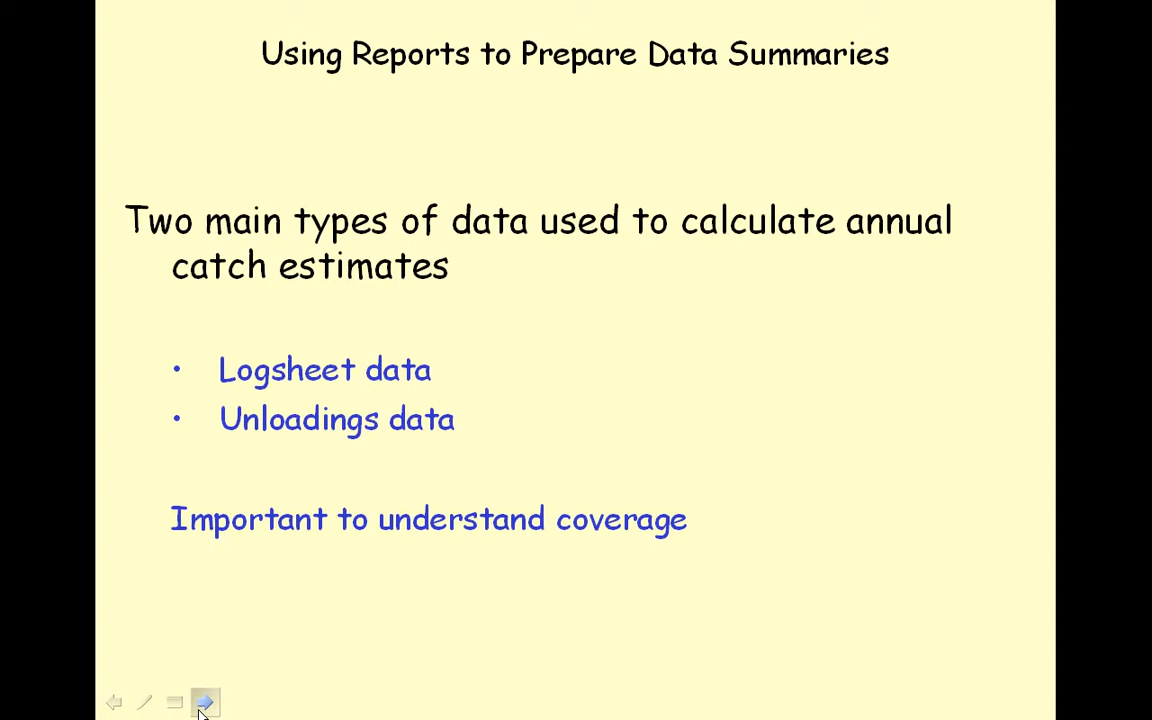 Using Reports to Prepare Data Summaries
Two main types of data used to calculate annual
catch estimates
• Logsheet data
• Unloadings data
Important to understand coverage